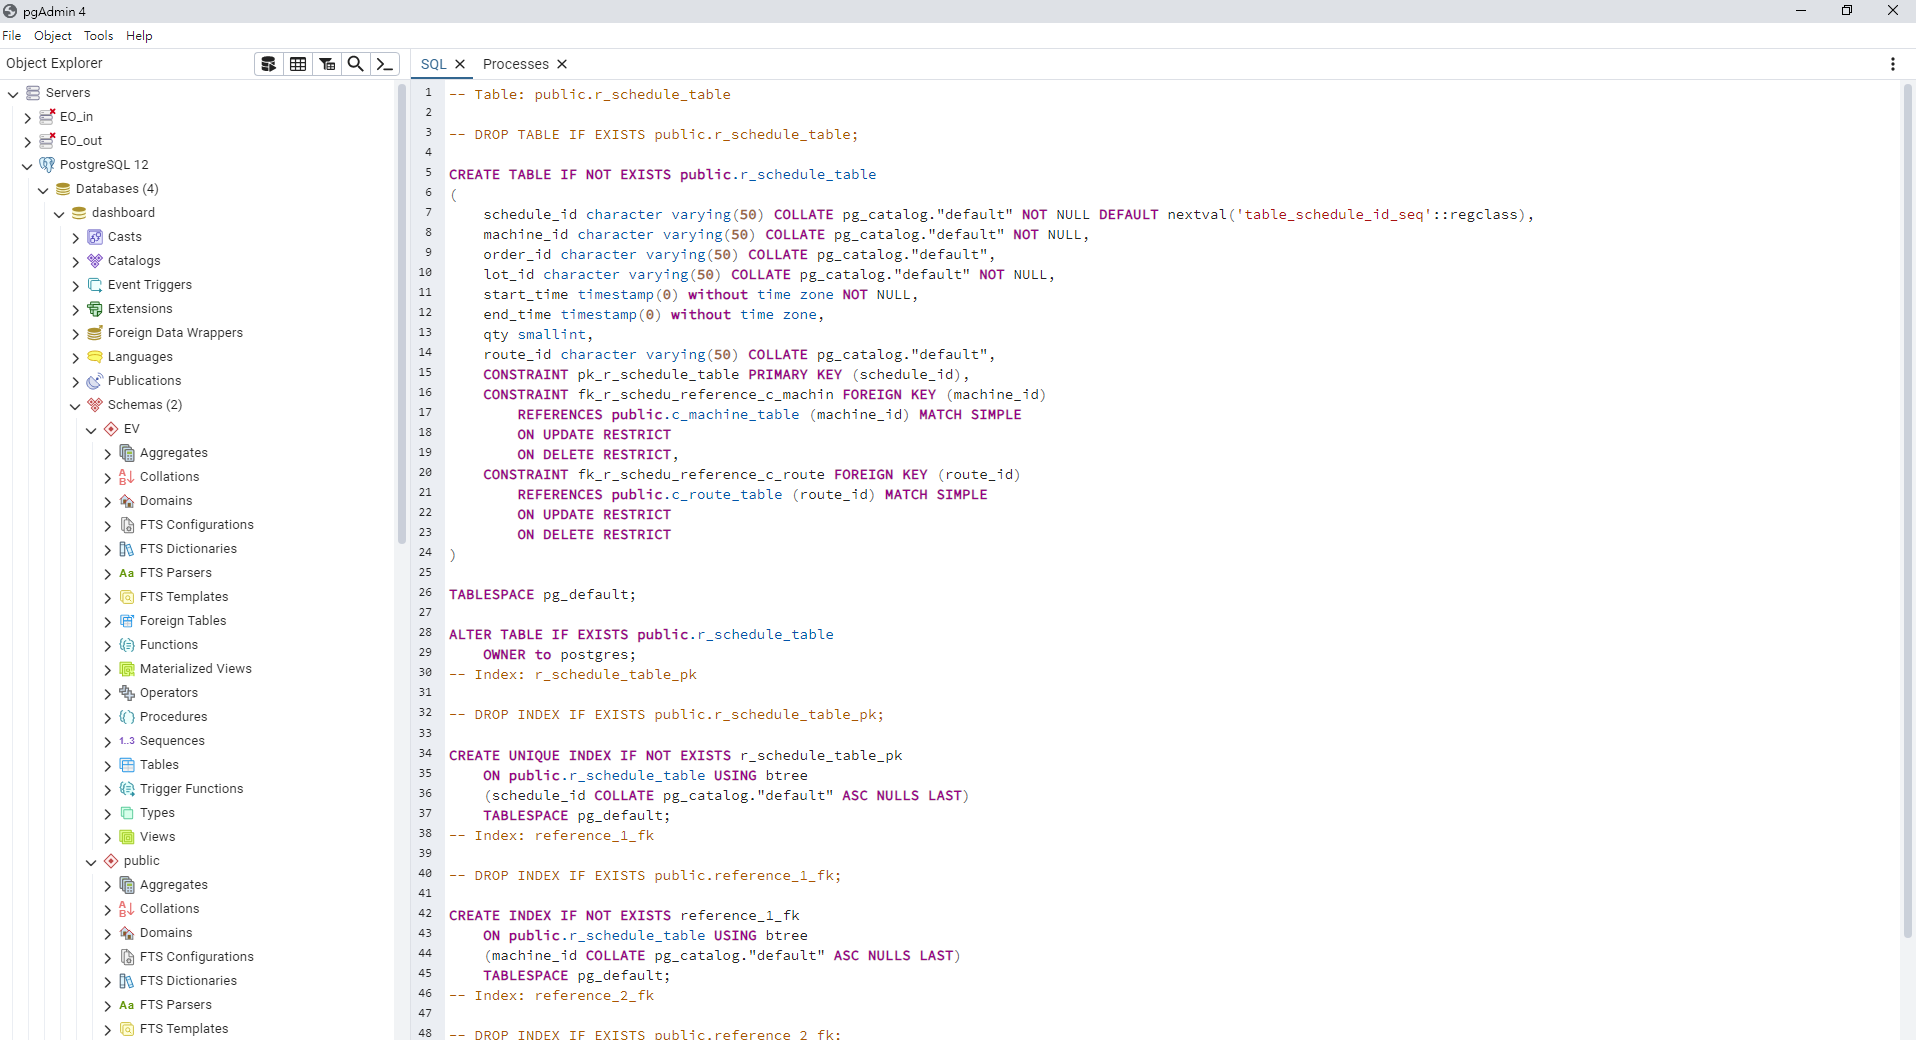 pgAdmin 4
File Object Tools Help
Object Explorer
Servers
EO_in
EO_out
PostgreSQL 12
Databases (4)
dashboard
Casts
Catalogs
Event Triggers
Extensions
Foreign Data Wrappers
Languages
Publications
Schemas (2)
EV
Aggregates
Collations
Domains
FTS Configurations
FTS Dictionaries
FTS Parsers
FTS Templates
Foreign Tables
Functions
Materialized Views
Operators
Procedures
Sequences
Tables
Trigger Functions
Types
Views
public
Aggregates
Collations
Domains
FTS Configurations
FTS Dictionaries
FTS Parsers
FTS Templates
SQL Processes
1 -- Table: public.r_schedule_table
2
3 -- DROP TABLE IF EXISTS public.r_schedule_table;
4
5 CREATE TABLE IF NOT EXISTS public.r_schedule_table
6 (
7 schedule_id character varying(50) COLLATE pg_catalog."default" NOT NULL DEFAULT nextval('table_schedule_id_seq'::regclass),
8 machine_id character varying(50) COLLATE pg_catalog."default" NOT NULL,
9 order_id character varying(50) COLLATE pg_catalog."default",
10 lot_id character varying(50) COLLATE pg_catalog."default" NOT NULL,
11 start_time timestamp(0) without time zone NOT NULL,
12 end_time timestamp(0) without time zone,
13 qty smallint,
14 route_id character varying(50) COLLATE pg_catalog."default",
15 CONSTRAINT pk_r_schedule_table PRIMARY KEY (schedule_id),
16 CONSTRAINT fk_r_schedu_reference_c_machin FOREIGN KEY (machine_id)
17 REFERENCES public.c_machine_table (machine_id) MATCH SIMPLE
18 ON UPDATE RESTRICT
19 ON DELETE RESTRICT,
20 CONSTRAINT fk_r_schedu_reference_c_route FOREIGN KEY (route_id)
21 REFERENCES public.c_route_table (route_id) MATCH SIMPLE
22 ON UPDATE RESTRICT
23 ON DELETE RESTRICT
24 )
25
26 TABLESPACE pg_default;
27
28 ALTER TABLE IF EXISTS public.r_schedule_table
29 OWNER to postgres;
30 -- Index: r_schedule_table_pk
31
32 -- DROP INDEX IF EXISTS public.r_schedule_table_pk;
33
34 CREATE UNIQUE INDEX IF NOT EXISTS r_schedule_table_pk
35 ON public.r_schedule_table USING btree
36 (schedule_id COLLATE pg_catalog."default" ASC NULLS LAST)
37 TABLESPACE pg_default;
38 -- Index: reference_1_fk
39
40 -- DROP INDEX IF EXISTS public.reference_1_fk;
41
42 CREATE INDEX IF NOT EXISTS reference_1_fk
43 ON public.r_schedule_table USING btree
44 (machine_id COLLATE pg_catalog."default" ASC NULLS LAST)
45 TABLESPACE pg_default;
46 -- Index: reference_2_fk
47
48 -- DROP INDEX IF EXISTS public.reference_2_fk;